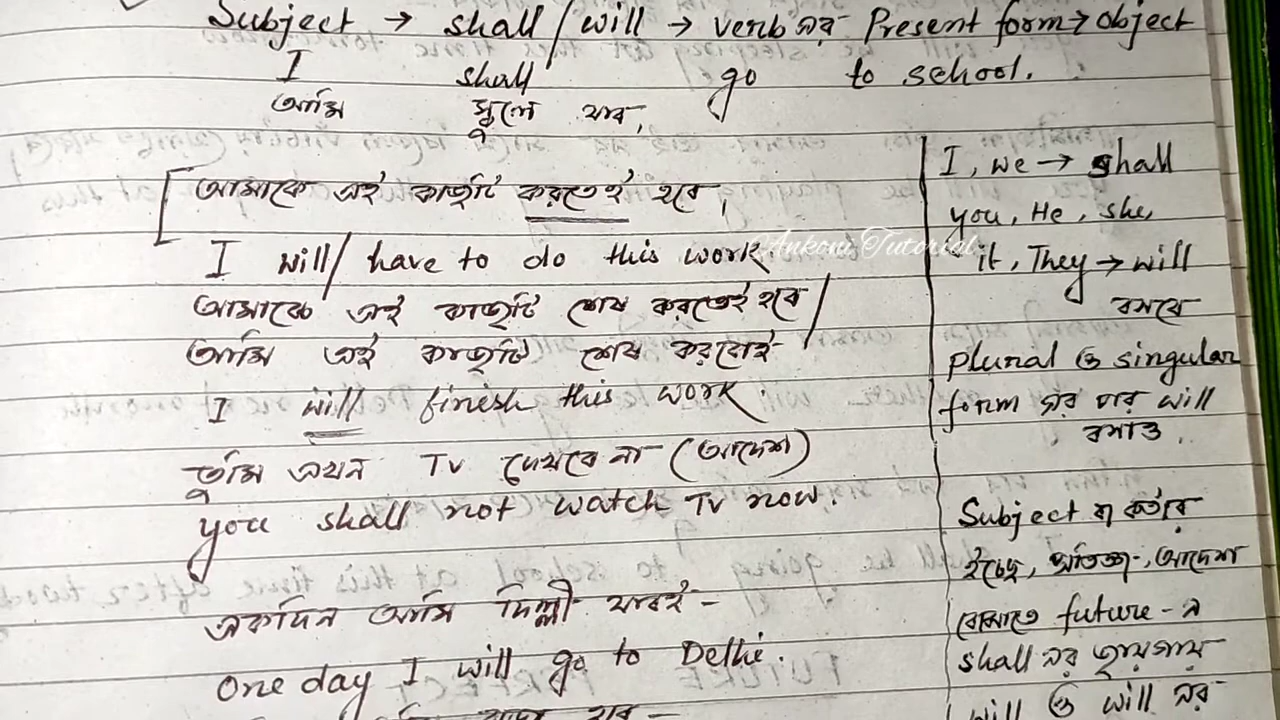 Subject → shall / will → verb এর Present form → object
I shall go to school.
আমি স্কুলে যাব,
আমাকে এই কাজটি করতেই হবে,
I will / have to do this work.
আমাকে এই কাজটি শেষ করতেই হবে /
আমি এই কাজটি শেষ করবোই-
I will finish this work.
তুমি এখন TV দেখবে না (আদেশ)
you shall not watch TV now.
একদিন আমি দিল্লী যাবই -
One day I will go to Delhi.
যাব -
I, we → shall
you, He, she,
it, They → will
বসবে
plural ও singular
form এর পর will
বসাও.
Subject বা কর্তার
ইচ্ছে, প্রতিজ্ঞা-, আদেশ
বোঝাতে future-এ
shall এর জায়গায়
will ও will এর
Ankoni Tutorial